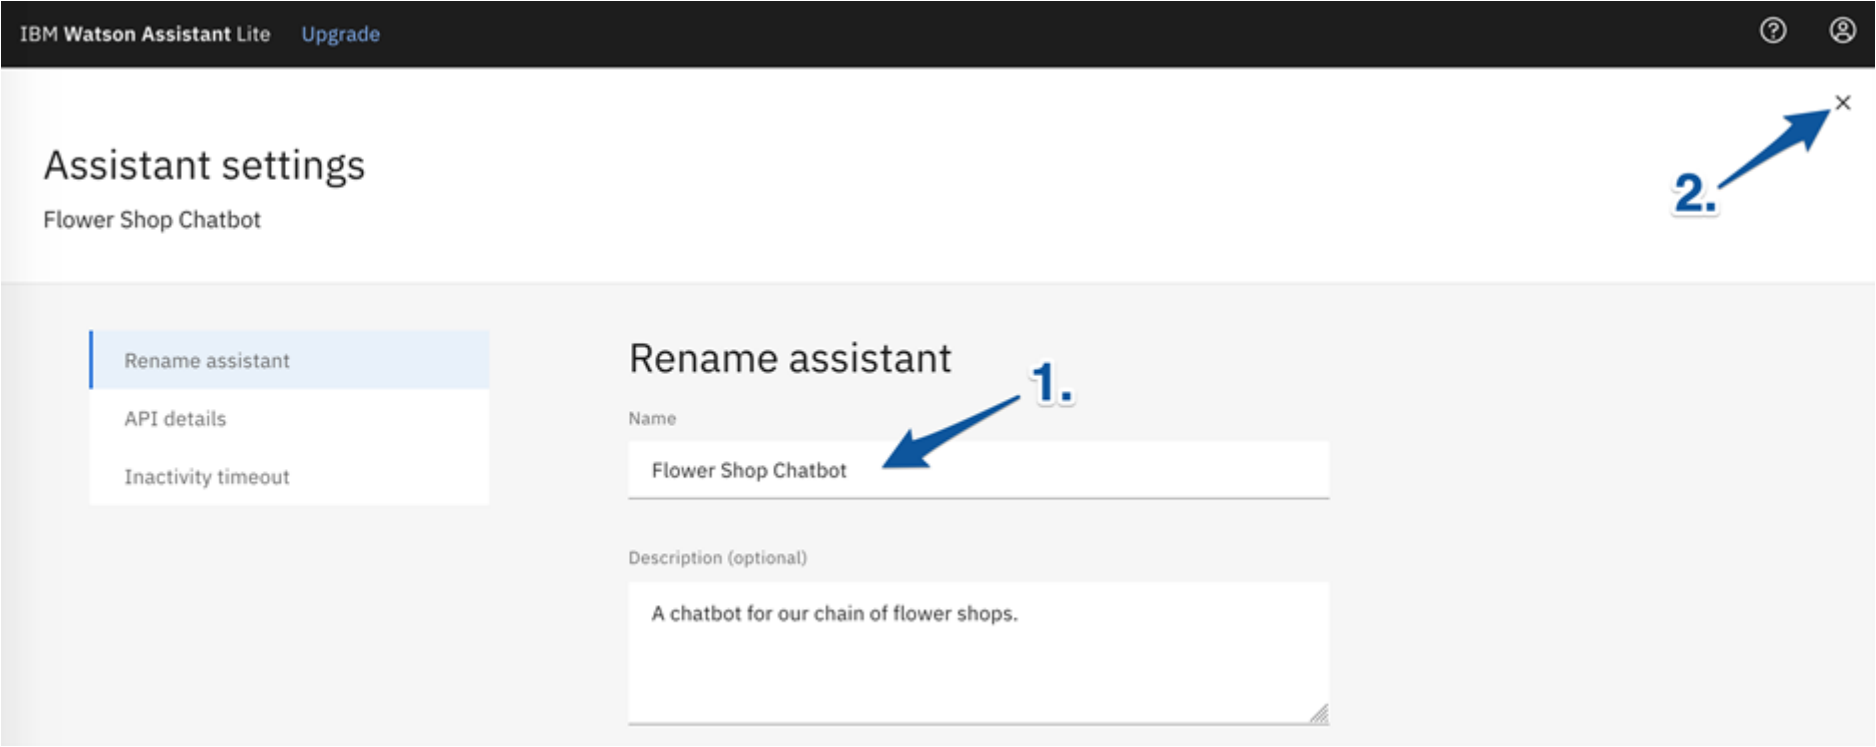 IBM Watson Assistant Lite Upgrade
Assistant settings
2.
Flower Shop Chatbot
Rename assistant
API details
Inactivity timeout
Rename assistant
1.
Name
Flower Shop Chatbot
Description (optional)
A chatbot for our chain of flower shops.